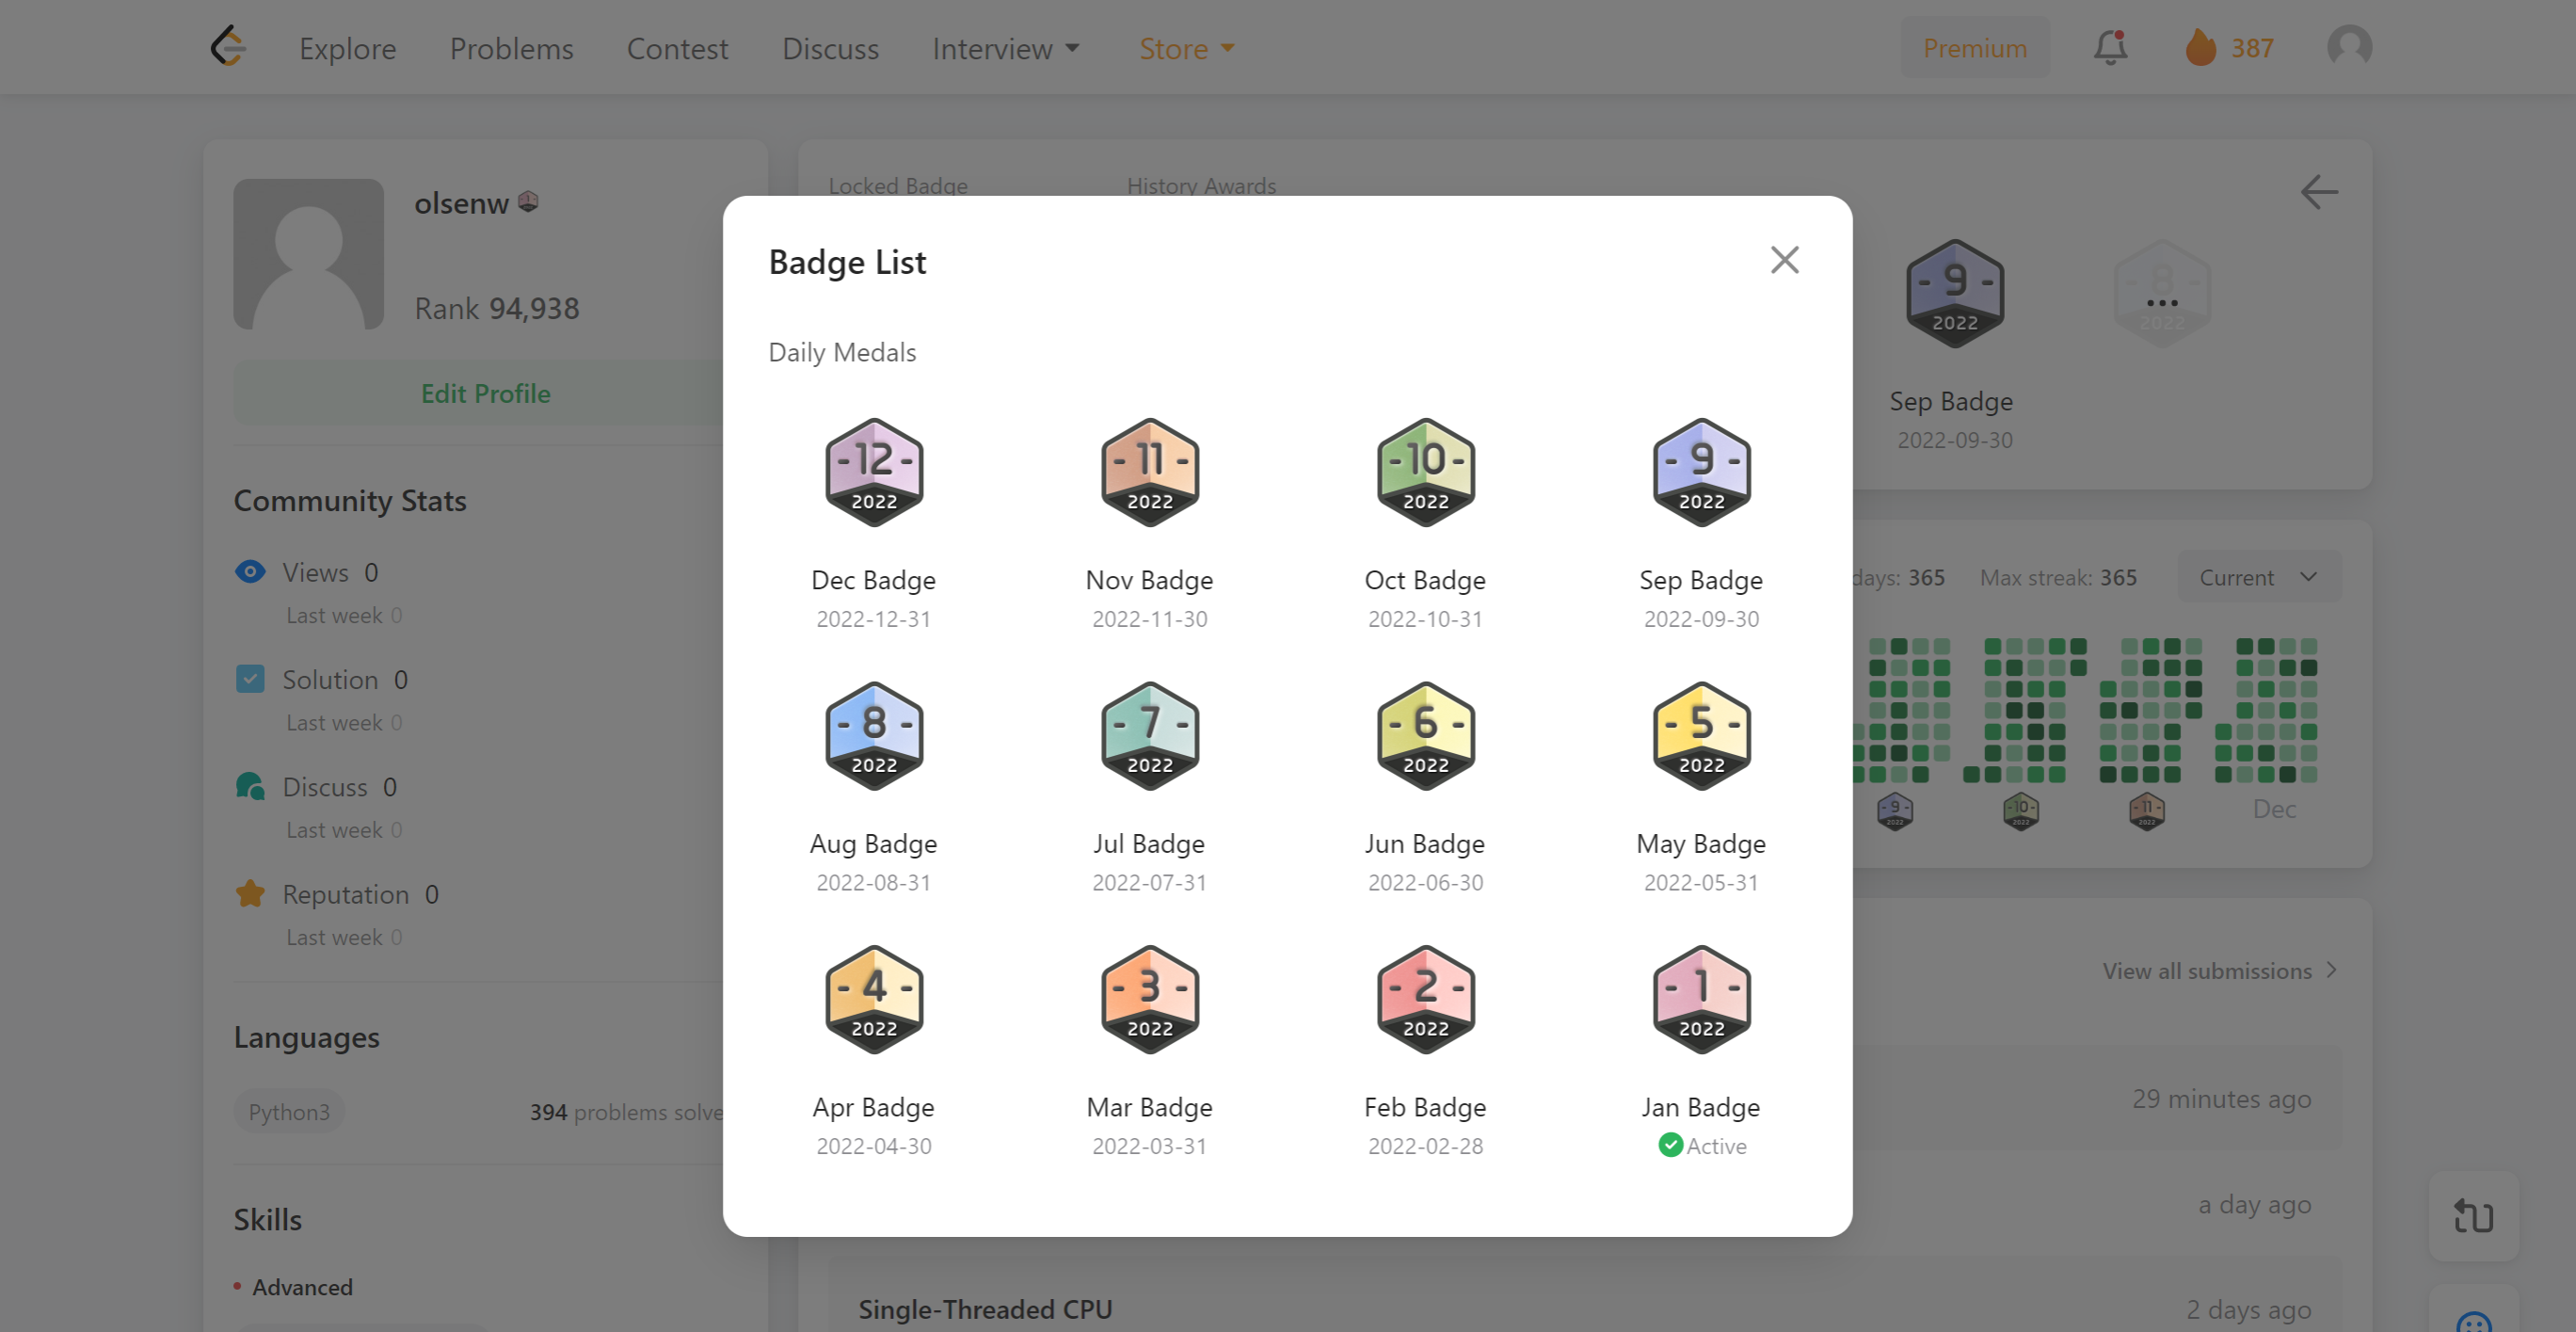 Explore Problems Contest Discuss Interview Store Premium 387
olsenw
Rank 94,938
Edit Profile
Community Stats
Views 0
Last week 0
Solution 0
Last week 0
Discuss 0
Last week 0
Reputation 0
Last week 0
Languages
Python3 394 problems solve
Skills
Advanced
Locked Badge History Awards
Badge List
Daily Medals
-12- -11- -10- -9-
2022 2022 2022 2022
Dec Badge Nov Badge Oct Badge Sep Badge
2022-12-31 2022-11-30 2022-10-31 2022-09-30
-8- -7- -6- -5-
2022 2022 2022 2022
Aug Badge Jul Badge Jun Badge May Badge
2022-08-31 2022-07-31 2022-06-30 2022-05-31
-4- -3- -2- -1-
2022 2022 2022 2022
Apr Badge Mar Badge Feb Badge Jan Badge
2022-04-30 2022-03-31 2022-02-28 Active
-9- -8-
2022 ... 2022
Sep Badge
2022-09-30
days: 365 Max streak: 365 Current
-9- -10- -11-
2022 2022 2022
Dec
View all submissions
29 minutes ago
a day ago
Single-Threaded CPU 2 days ago